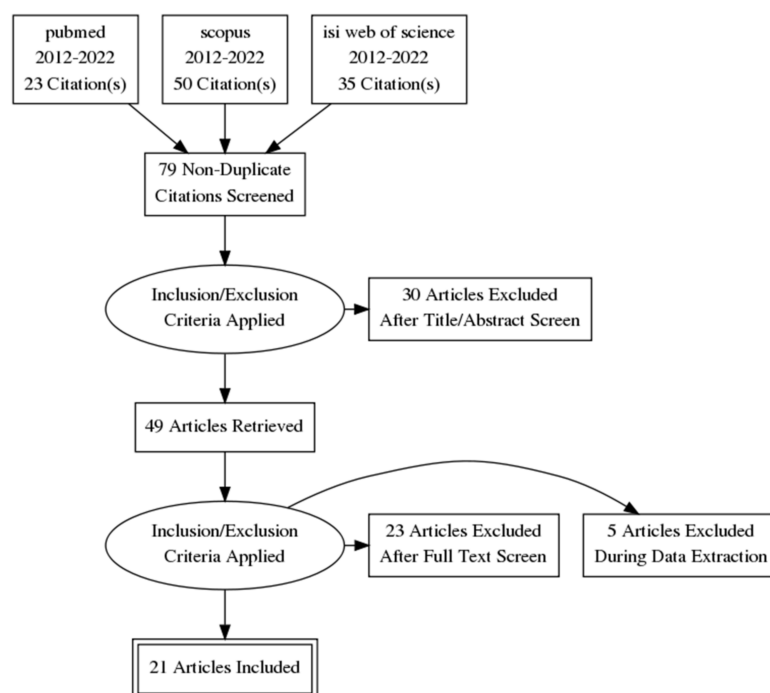 pubmed
2012-2022
23 Citation(s)
scopus
2012-2022
50 Citation(s)
isi web of science
2012-2022
35 Citation(s)
79 Non-Duplicate
Citations Screened
Inclusion/Exclusion
Criteria Applied
30 Articles Excluded
After Title/Abstract Screen
49 Articles Retrieved
Inclusion/Exclusion
Criteria Applied
23 Articles Excluded
After Full Text Screen
5 Articles Excluded
During Data Extraction
21 Articles Included